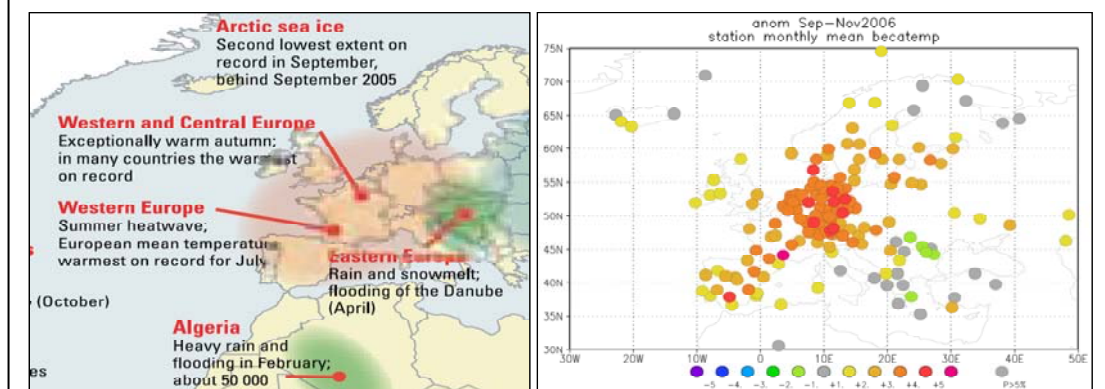 Arctic sea ice
Second lowest extent on
record in September,
behind September 2005
Western and Central Europe
Exceptionally warm autumn:
in many countries the warmest
on record
Western Europe
Summer heatwave;
European mean temperatur
warmest on record for July
Eastern Europe
Rain and snowmelt;
flooding of the Danube
(April)
(October)
Algeria
Heavy rain and
flooding in February;
about 50 000
es
anom Sep-Nov2006
station monthly mean becatemp
75N
70N
65N
60N
55N
50N
45N
40N
35N
30N
30W 20W 10W 0 10E 20E 30E 40E 50E
-5 -4. -3. -2. -1. +1. +2. +3. +4. +5 P>5%